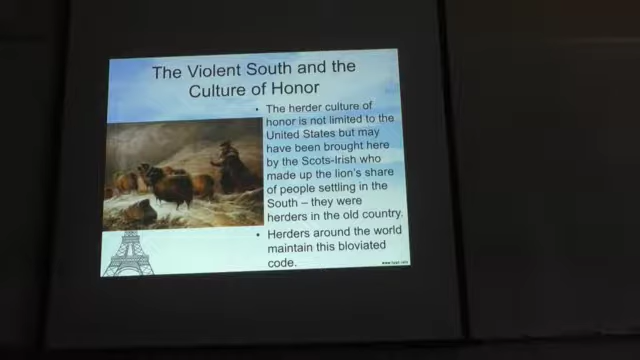 The Violent South and the
Culture of Honor
• The herder culture of
honor is not limited to the
United States but may
have been brought here
by the Scots-Irish who
made up the lion's share
of people settling in the
South – they were
herders in the old country.
• Herders around the world
maintain this bloviated
code.